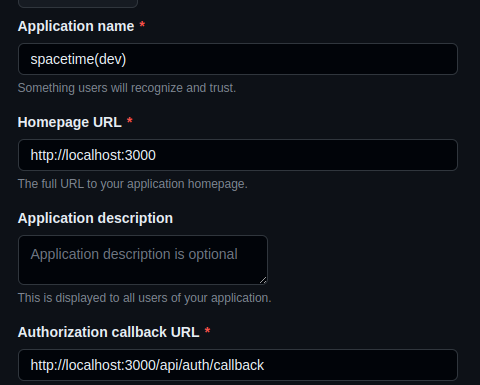 Application name *
spacetime(dev)
Something users will recognize and trust.
Homepage URL *
http://localhost:3000
The full URL to your application homepage.
Application description
Application description is optional
This is displayed to all users of your application.
Authorization callback URL *
http://localhost:3000/api/auth/callback